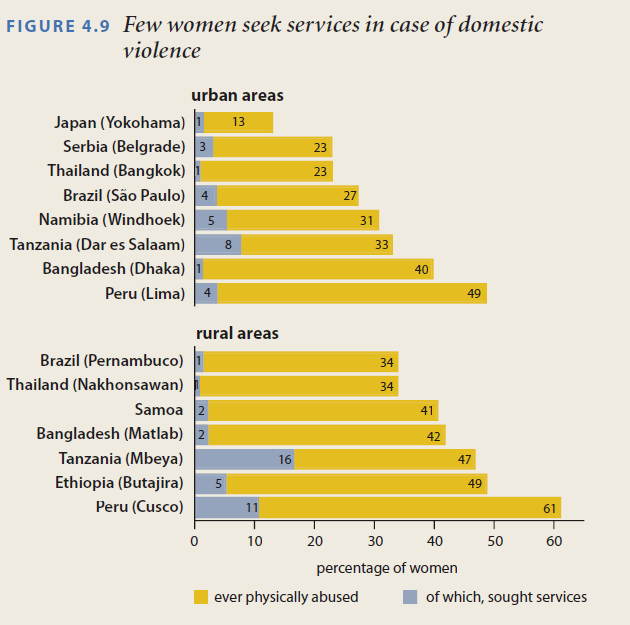 FIGURE 4.9 Few women seek services in case of domestic
violence
urban areas
Japan (Yokohama) 1 13
Serbia (Belgrade) 3 23
Thailand (Bangkok) 1 23
Brazil (São Paulo) 4 27
Namibia (Windhoek) 5 31
Tanzania (Dar es Salaam) 8 33
Bangladesh (Dhaka) 1 40
Peru (Lima) 4 49
rural areas
Brazil (Pernambuco) 1 34
Thailand (Nakhonsawan) 1 34
Samoa 2 41
Bangladesh (Matlab) 2 42
Tanzania (Mbeya) 16 47
Ethiopia (Butajira) 5 49
Peru (Cusco) 11 61
0 10 20 30 40 50 60
percentage of women
ever physically abused of which, sought services